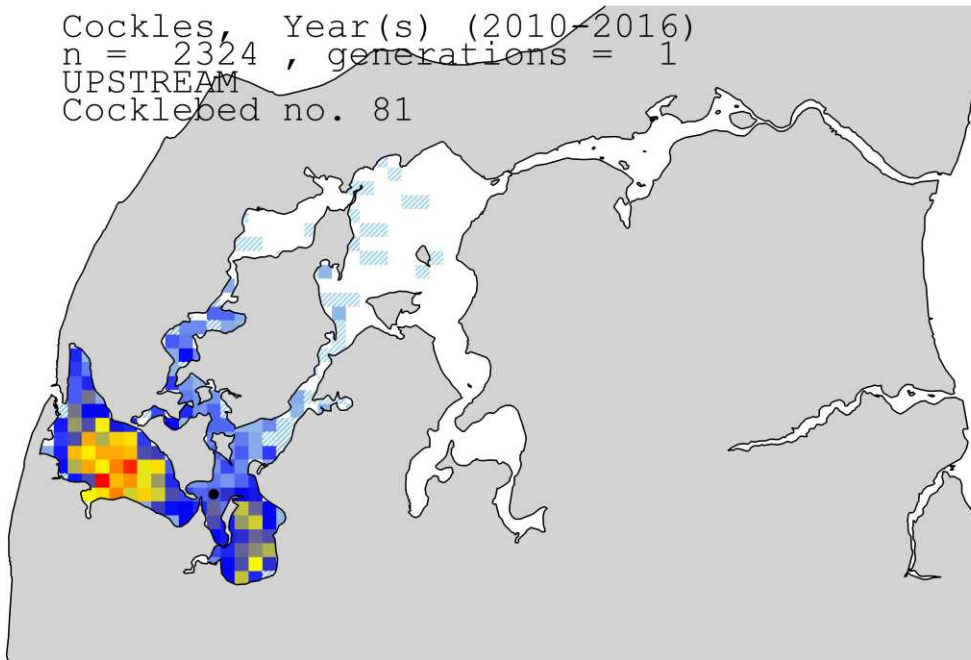 Cockles, Year(s) (2010-2016)
n = 2324 , generations = 1
UPSTREAM
Cocklebed no. 81